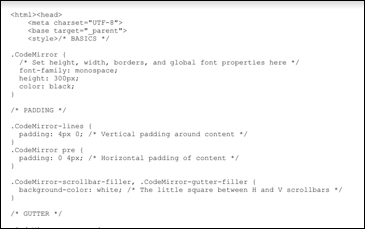 <html><head>
    <meta charset="UTF-8">
    <base target="_parent">
    <style>/* BASICS */

.CodeMirror {
  /* Set height, width, borders, and global font properties here */
  font-family: monospace;
  height: 300px;
  color: black;
}

/* PADDING */

.CodeMirror-lines {
  padding: 4px 0; /* Vertical padding around content */
}
.CodeMirror pre {
  padding: 0 4px; /* Horizontal padding of content */
}

.CodeMirror-scrollbar-filler, .CodeMirror-gutter-filler {
  background-color: white; /* The little square between H and V scrollbars */
}

/* GUTTER */